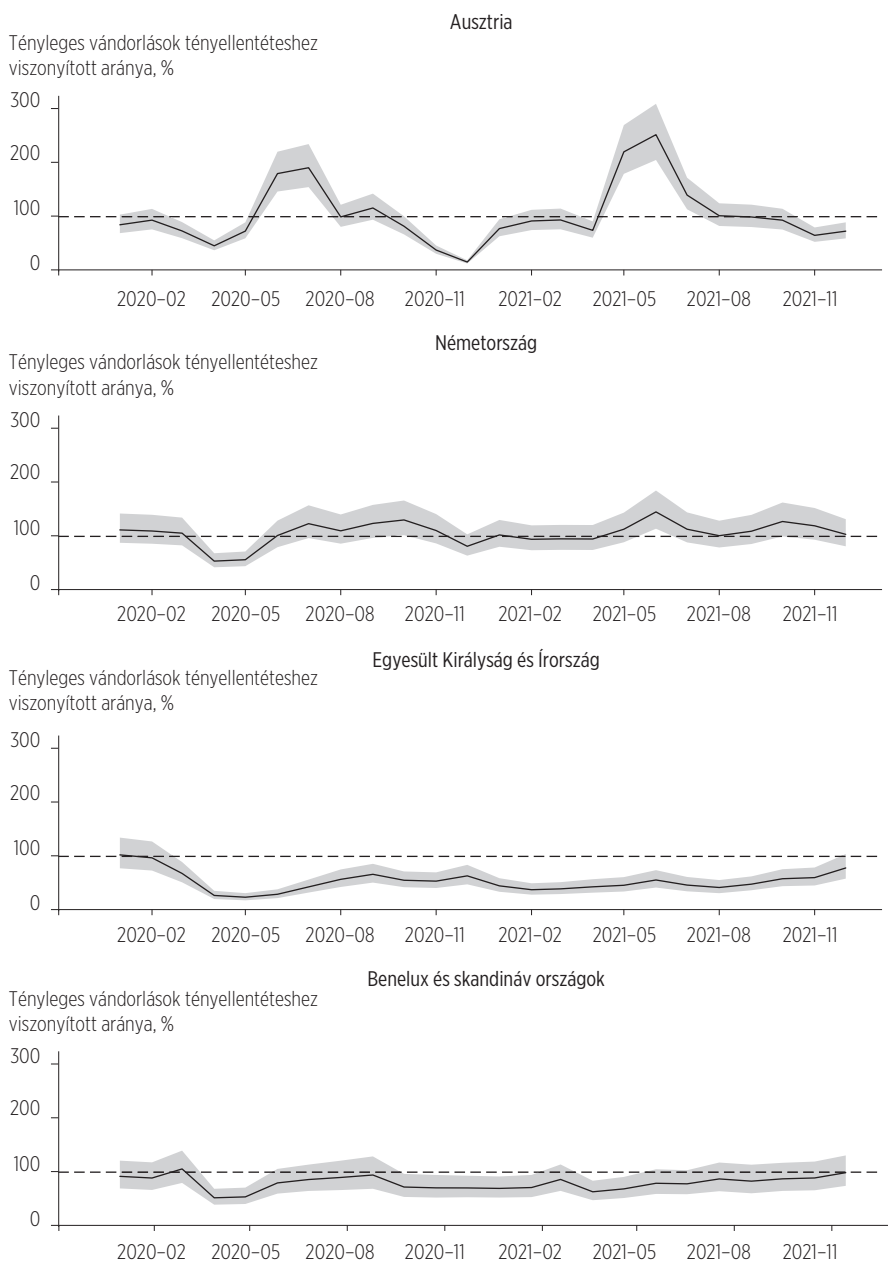 Ausztria
Tényleges vándorlások tényellentéteshez
viszonyított aránya, %
300
200
100
0
2020–02 2020–05 2020–08 2020–11 2021–02 2021–05 2021–08 2021–11
Németország
Tényleges vándorlások tényellentéteshez
viszonyított aránya, %
300
200
100
0
2020–02 2020–05 2020–08 2020–11 2021–02 2021–05 2021–08 2021–11
Egyesült Királyság és Írország
Tényleges vándorlások tényellentéteshez
viszonyított aránya, %
300
200
100
0
2020–02 2020–05 2020–08 2020–11 2021–02 2021–05 2021–08 2021–11
Benelux és skandináv országok
Tényleges vándorlások tényellentéteshez
viszonyított aránya, %
300
200
100
0
2020–02 2020–05 2020–08 2020–11 2021–02 2021–05 2021–08 2021–11